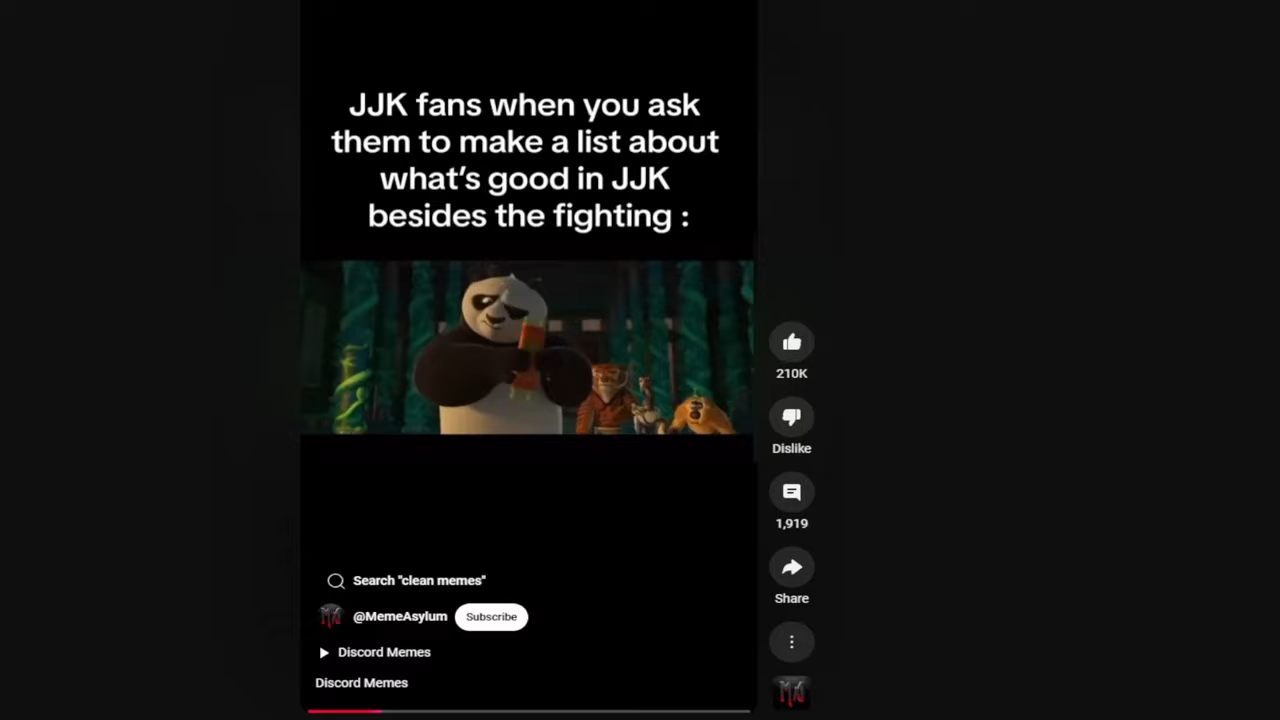 JJK fans when you ask
them to make a list about
what's good in JJK
besides the fighting :
210K
Dislike
1,919
Share
Search "clean memes"
@MemeAsylum
Subscribe
Discord Memes
Discord Memes